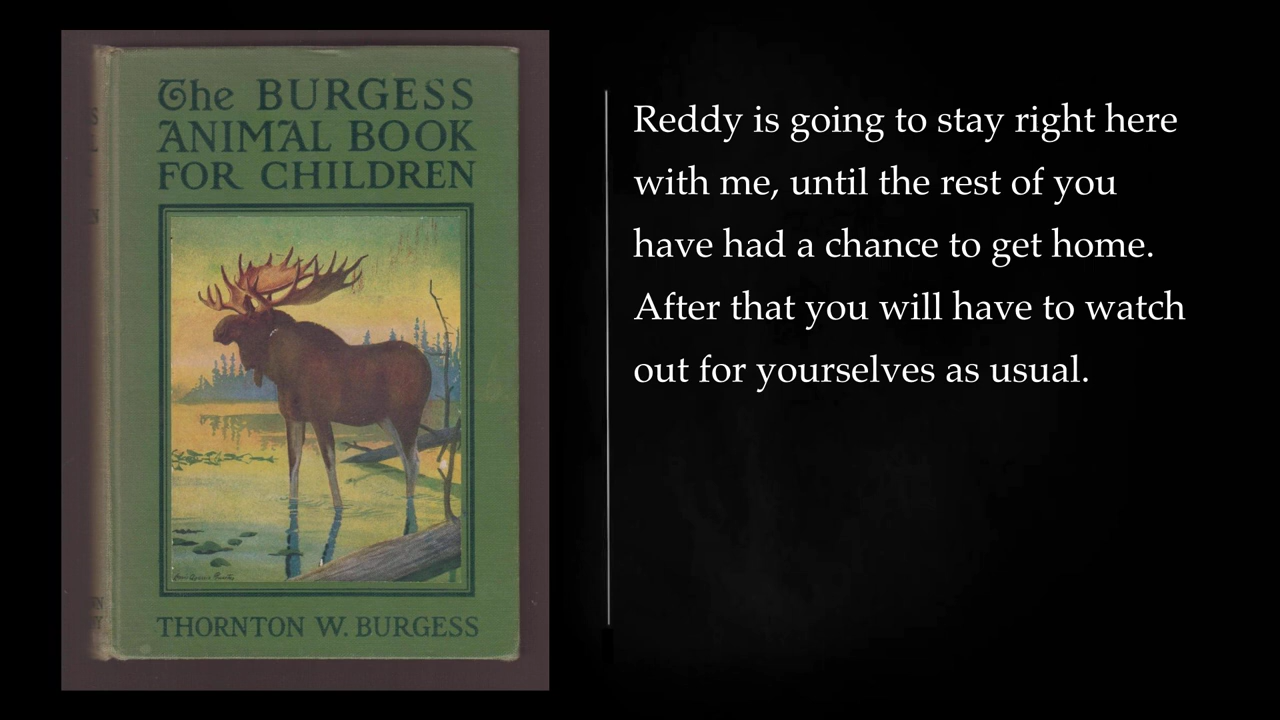 The BURGESS
ANIMAL BOOK
FOR CHILDREN
THORNTON W. BURGESS
Reddy is going to stay right here
with me, until the rest of you
have had a chance to get home.
After that you will have to watch
out for yourselves as usual.